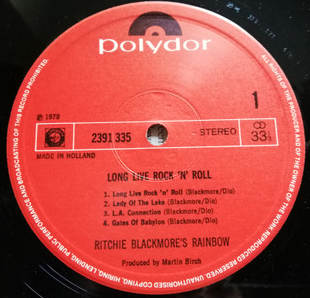 polydor
℗ 1978
2391 335
STEREO
1
33⅓
MADE IN HOLLAND
LONG LIVE ROCK 'N' ROLL
1. Long Live Rock 'n' Roll (Blackmore/Dio)
2. Lady Of The Lake (Blackmore/Dio)
3. L.A. Connection (Blackmore/Dio)
4. Gates Of Babylon (Blackmore/Dio)
RITCHIE BLACKMORE'S RAINBOW
Produced by Martin Birch
ALL RIGHTS OF THE PRODUCER AND OF THE OWNER OF THE WORK REPRODUCED RESERVED. UNAUTHORISED COPYING, HIRING, LENDING, PUBLIC PERFORMANCE AND BROADCASTING OF THIS RECORD PROHIBITED.